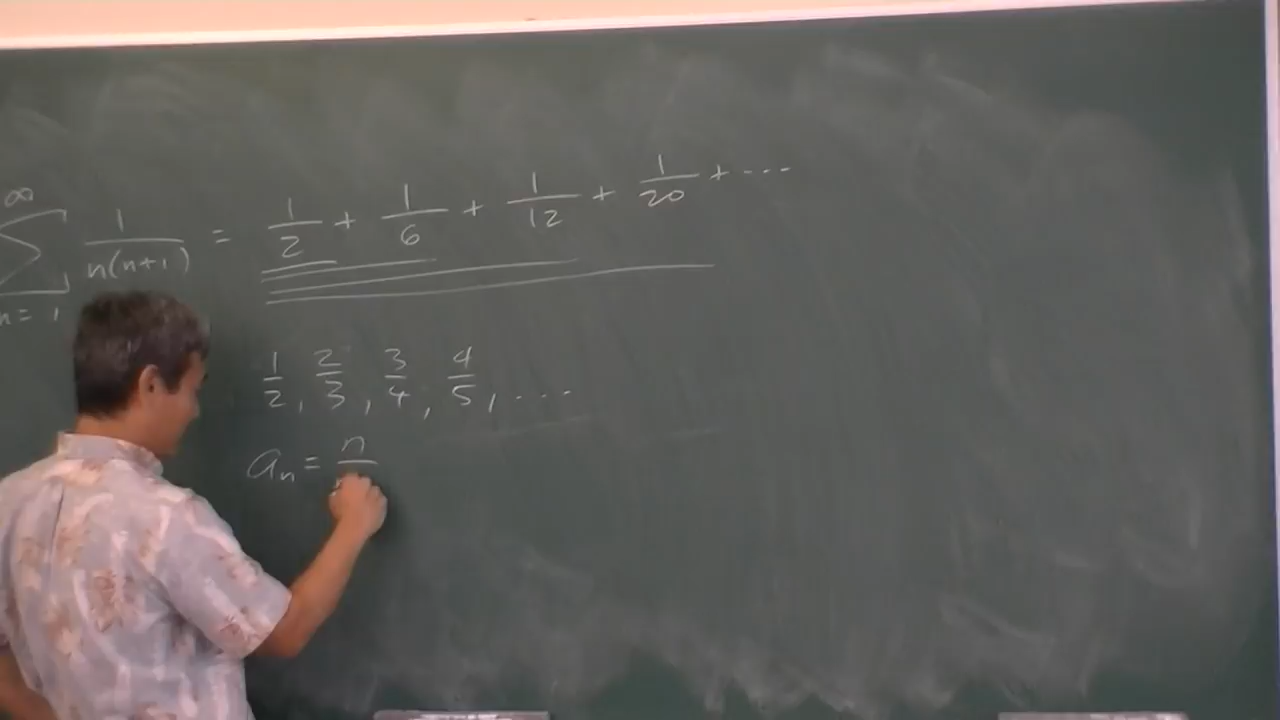 ∞
Σ 1/n(n+1) = 1/2 + 1/6 + 1/12 + 1/20 + ···
n = 1
1/2, 2/3, 3/4, 4/5, ···
aₙ = n/